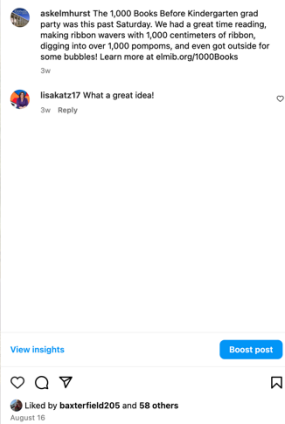 askelmhurst The 1,000 Books Before Kindergarten grad
party was this past Saturday. We had a great time reading,
making ribbon wavers with 1,000 centimeters of ribbon,
digging into over 1,000 pompoms, and even got outside for
some bubbles! Learn more at elmlib.org/1000Books
3w
lisakatz17 What a great idea!
3w Reply
View insights
Boost post
Liked by baxterfield205 and 58 others
August 16